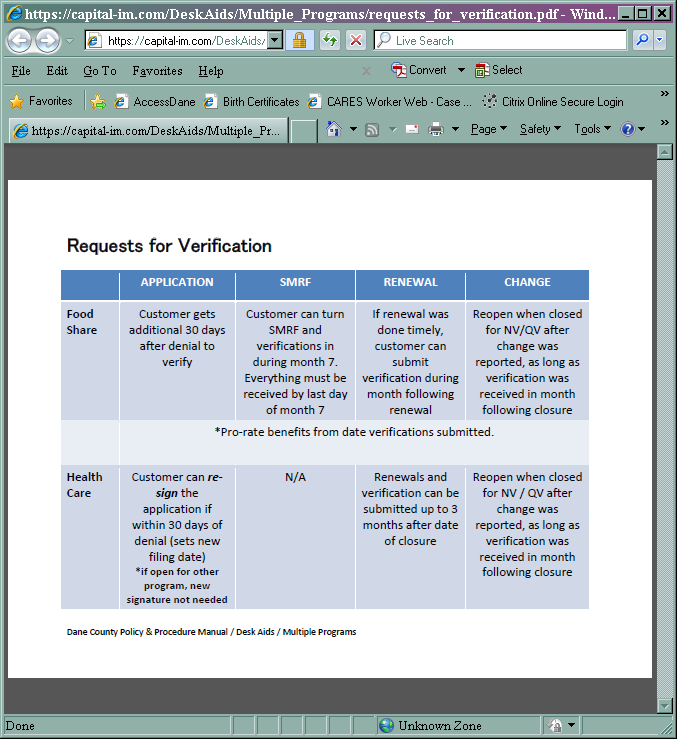 https://capital-im.com/DeskAids/Multiple_Programs/requests_for_verification.pdf - Wind...
https://capital-im.com/DeskAids/
Live Search
File Edit Go To Favorites Help
x Convert Select
Favorites AccessDane Birth Certificates CARES Worker Web - Case ... Citrix Online Secure Login »
https://capital-im.com/DeskAids/Multiple_Pr... Page Safety Tools »
Requests for Verification
APPLICATION SMRF RENEWAL CHANGE
Food
Share
Customer gets
additional 30 days
after denial to
verify
Customer can turn
SMRF and
verifications in
during month 7.
Everything must be
received by last day
of month 7
If renewal was
done timely,
customer can
submit
verification during
month following
renewal
Reopen when closed
for NV/QV after
change was
reported, as long as
verification was
received in month
following closure
*Pro-rate benefits from date verifications submitted.
Health
Care
Customer can re-
sign the
application if
within 30 days of
denial (sets new
filing date)
*if open for other
program, new
signature not needed
N/A
Renewals and
verification can be
submitted up to 3
months after date
of closure
Reopen when closed
for NV / QV after
change was
reported, as long as
verification was
received in month
following closure
Dane County Policy & Procedure Manual / Desk Aids / Multiple Programs
Done Unknown Zone